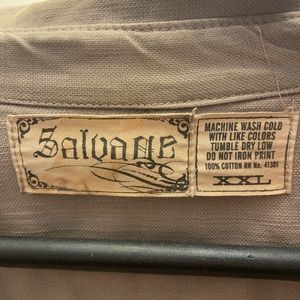 Salvage
MACHINE WASH COLD
WITH LIKE COLORS
TUMBLE DRY LOW
DO NOT IRON PRINT
100% COTTON RN No. 41381
XXL